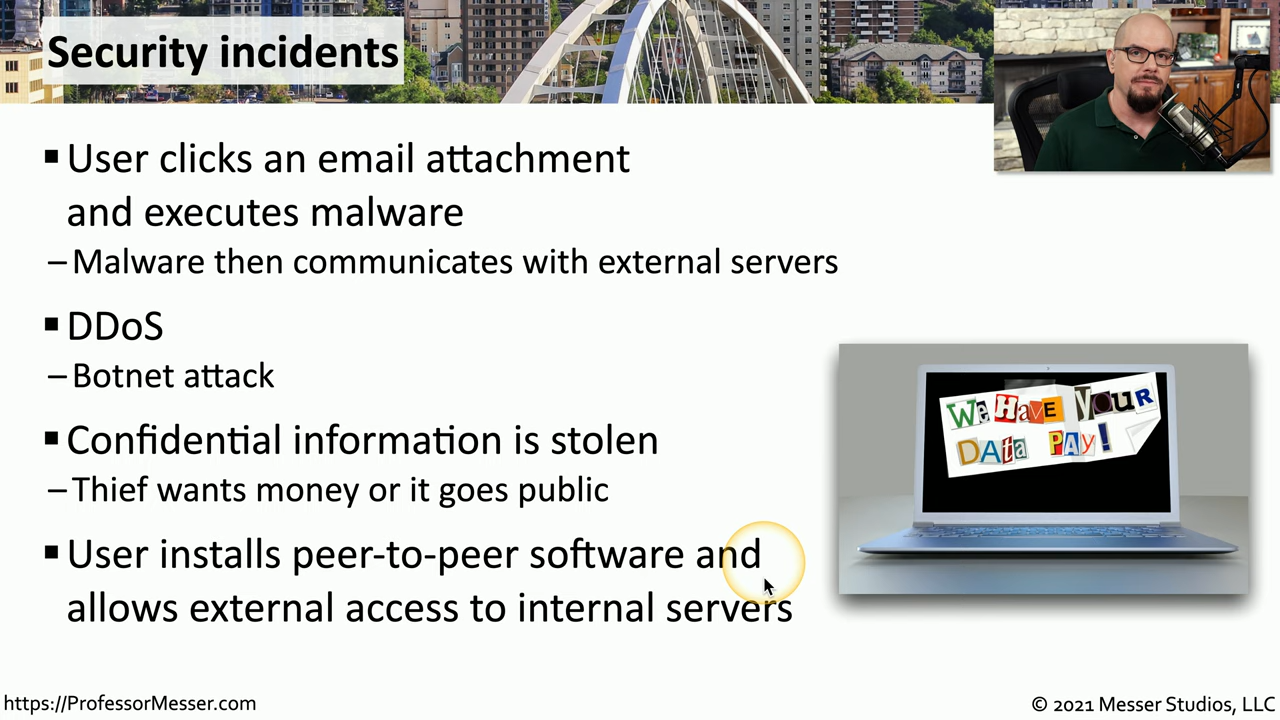 Security incidents
▪ User clicks an email attachment
and executes malware
– Malware then communicates with external servers
▪ DDoS
– Botnet attack
▪ Confidential information is stolen
– Thief wants money or it goes public
▪ User installs peer-to-peer software and
allows external access to internal servers
We Have Your
Data Pay!
https://ProfessorMesser.com
© 2021 Messer Studios, LLC